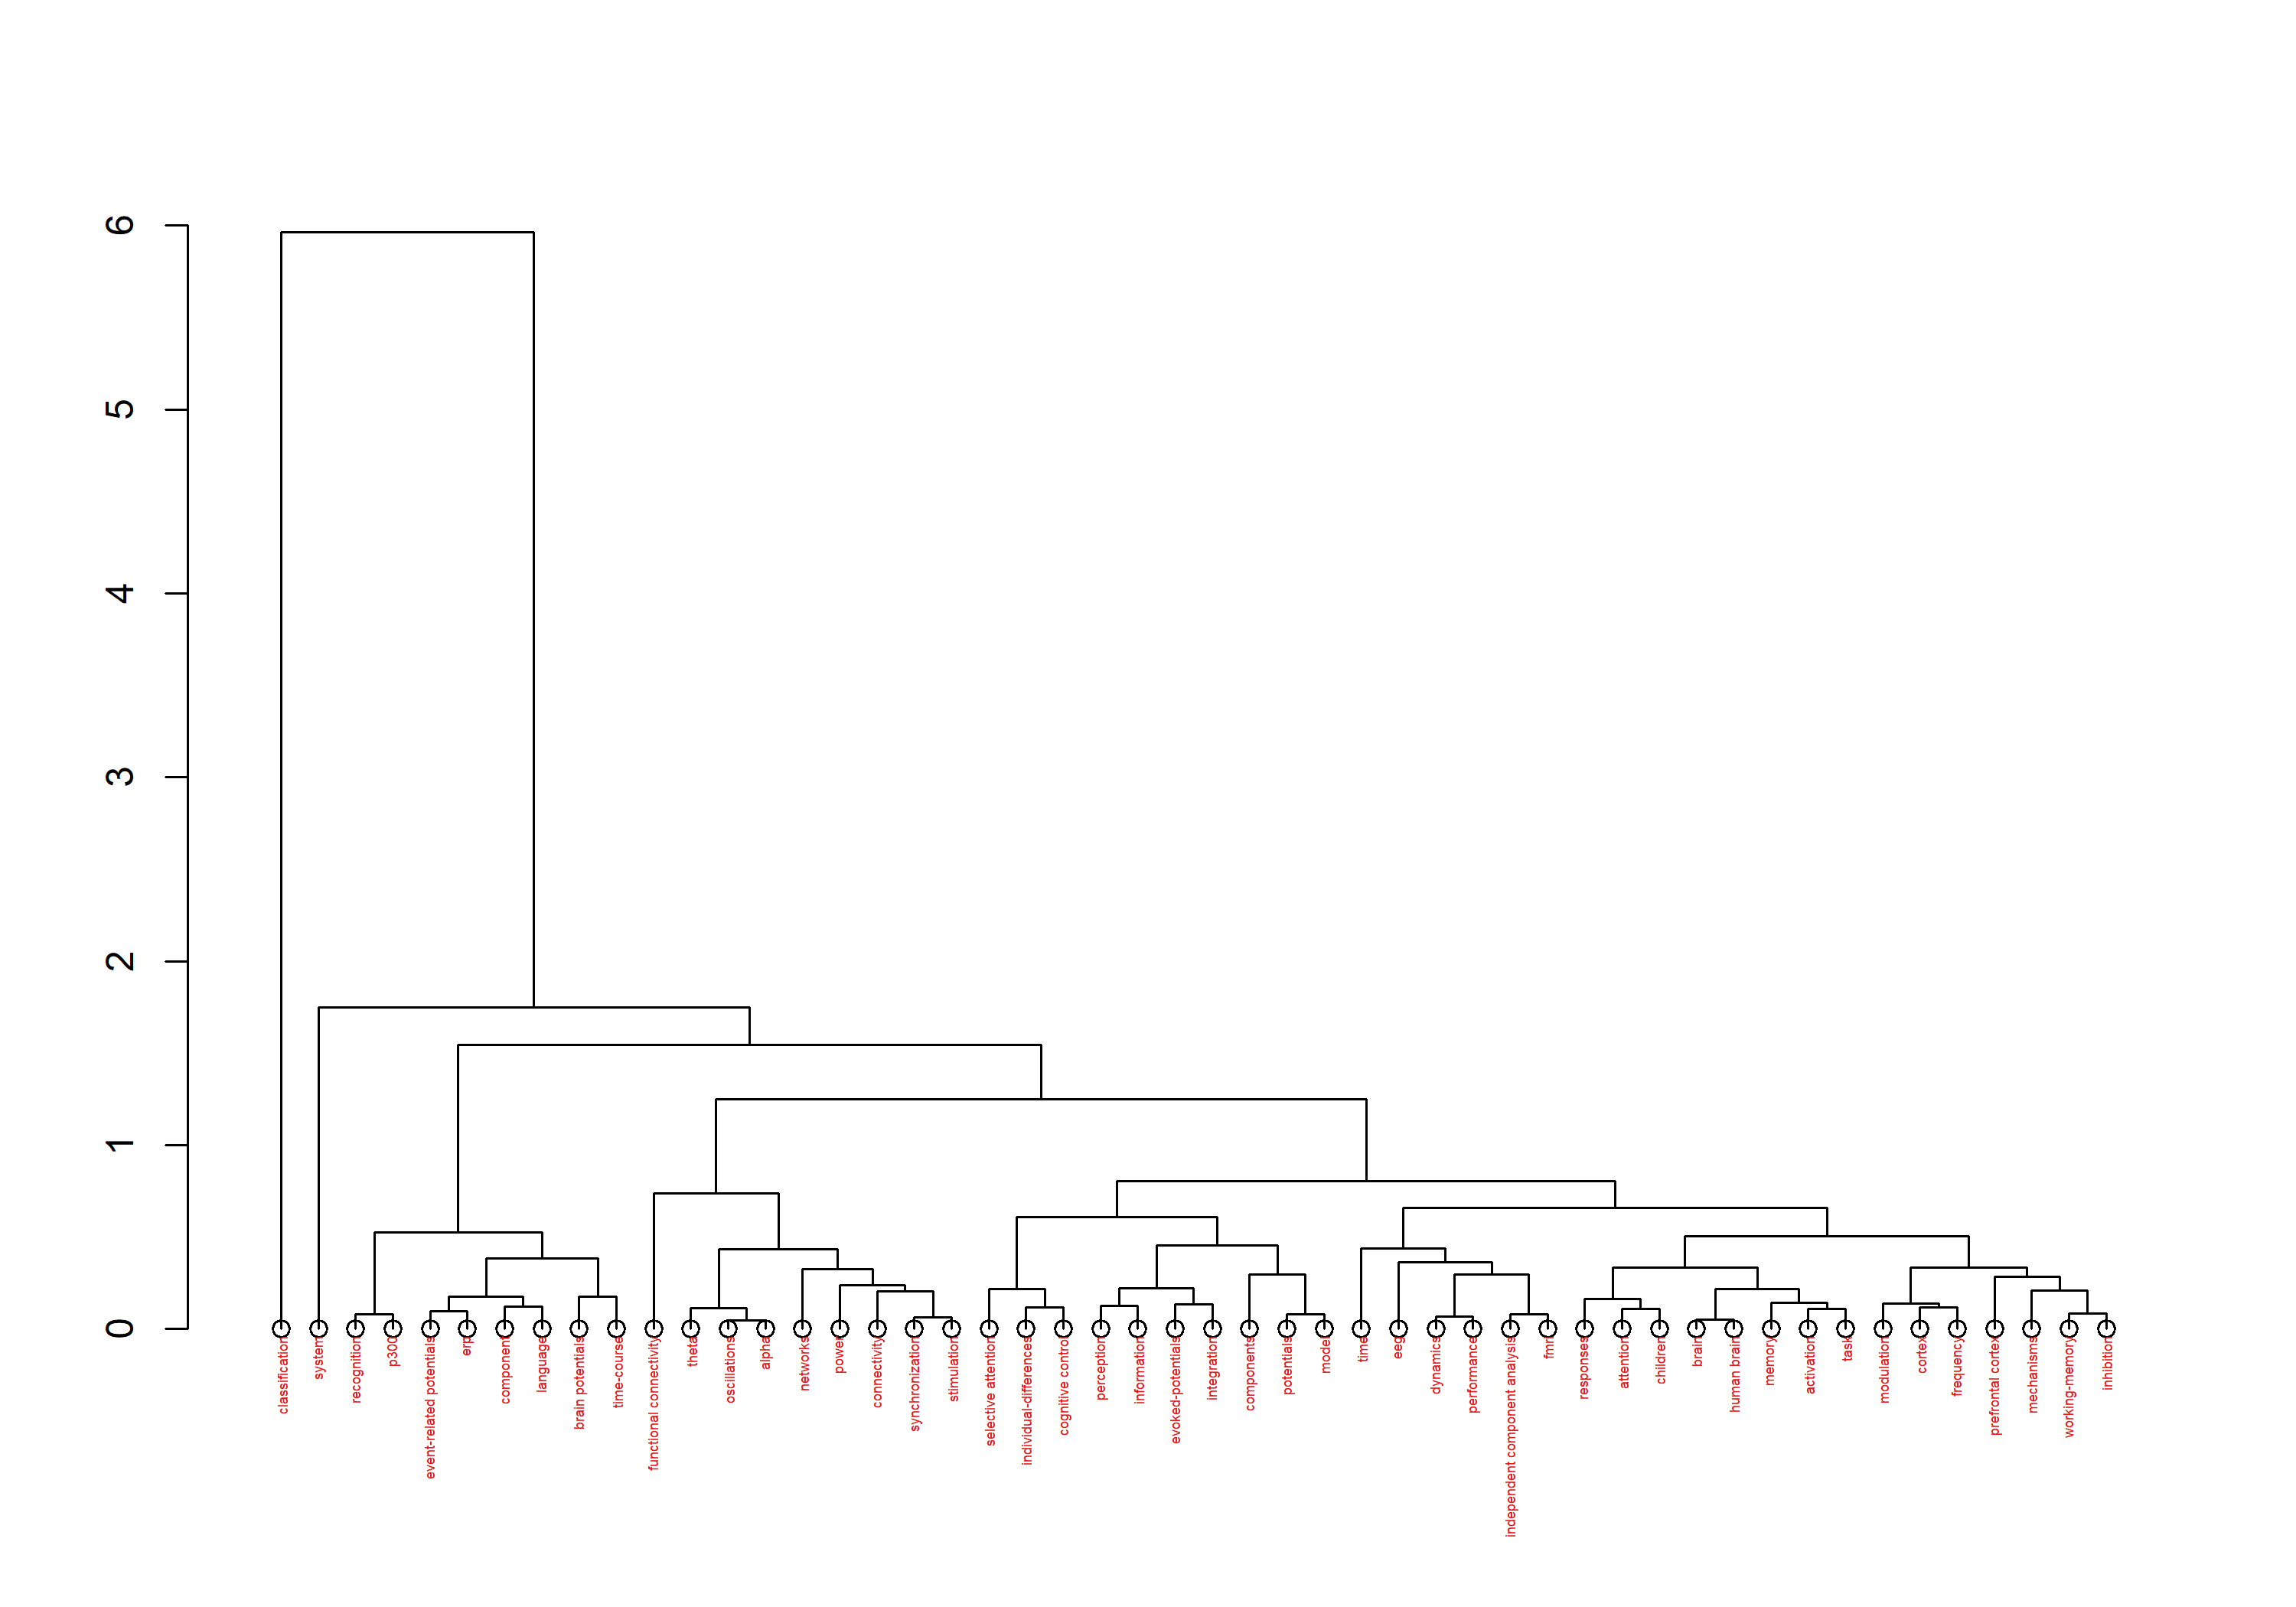 6
5
4
3
2
1
0
classification
system
recognition
p300
event-related potentials
erp
component
language
brain potentials
time-course
functional connectivity
theta
oscillations
alpha
networks
power
connectivity
synchronization
stimulation
selective attention
individual-differences
cognitive control
perception
information
evoked-potentials
integration
components
potentials
model
time
eeg
dynamics
performance
independent component analysis
fmri
responses
attention
children
brain
human brain
memory
activation
task
modulation
cortex
frequency
prefrontal cortex
mechanisms
working-memory
inhibition